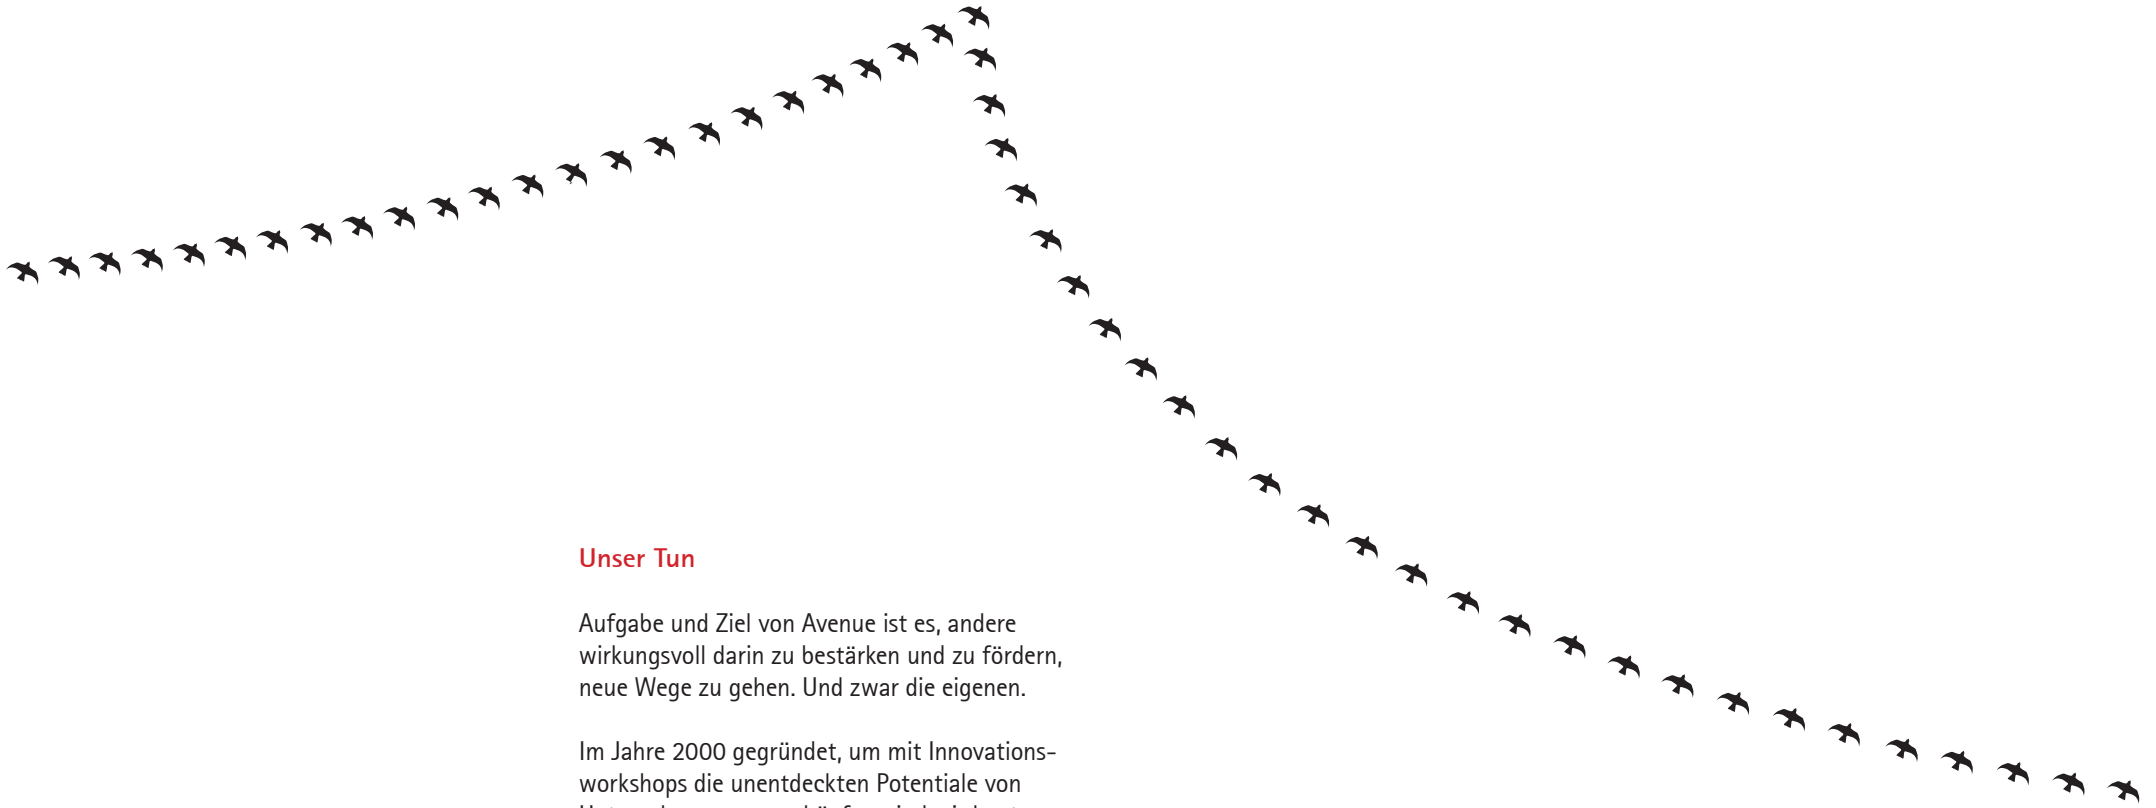 Unser Tun
Aufgabe und Ziel von Avenue ist es, andere
wirkungsvoll darin zu bestärken und zu fördern,
neue Wege zu gehen. Und zwar die eigenen.
Im Jahre 2000 gegründet, um mit Innovations-
workshops die unentdeckten Potentiale von